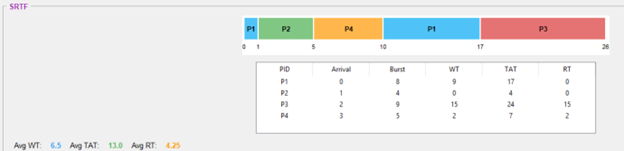 SRTF
P1 P2 P4 P1 P3
0 1 5 10 17 26
PID Arrival Burst WT TAT RT
P1 0 8 9 17 0
P2 1 4 0 4 0
P3 2 9 15 24 15
P4 3 5 2 7 2
Avg WT: 6.5 Avg TAT: 13.0 Avg RT: 4.25